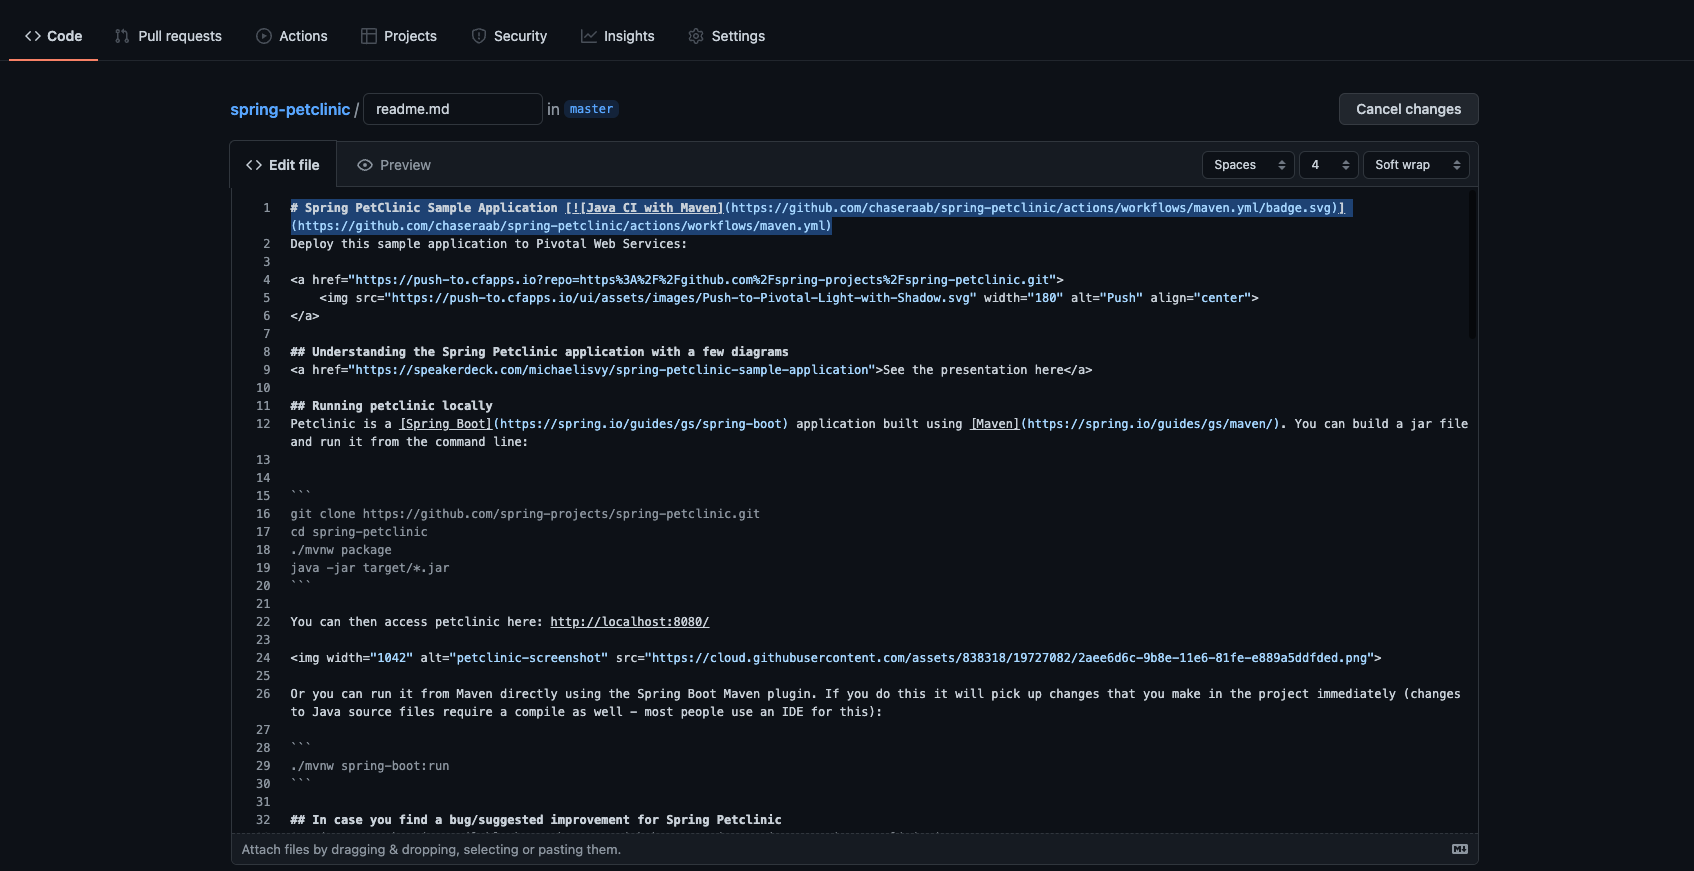 Code Pull requests Actions Projects Security Insights Settings
spring-petclinic / readme.md in master Cancel changes
Edit file Preview Spaces 4 Soft wrap
1 # Spring PetClinic Sample Application [![Java CI with Maven](https://github.com/chaseraab/spring-petclinic/actions/workflows/maven.yml/badge.svg)]
(https://github.com/chaseraab/spring-petclinic/actions/workflows/maven.yml)
2 Deploy this sample application to Pivotal Web Services:
3
4 <a href="https://push-to.cfapps.io?repo=https%3A%2F%2Fgithub.com%2Fspring-projects%2Fspring-petclinic.git">
5     <img src="https://push-to.cfapps.io/ui/assets/images/Push-to-Pivotal-Light-with-Shadow.svg" width="180" alt="Push" align="center">
6 </a>
7
8 ## Understanding the Spring Petclinic application with a few diagrams
9 <a href="https://speakerdeck.com/michaelisvy/spring-petclinic-sample-application">See the presentation here</a>
10
11 ## Running petclinic locally
12 Petclinic is a [Spring Boot](https://spring.io/guides/gs/spring-boot) application built using [Maven](https://spring.io/guides/gs/maven/). You can build a jar file
and run it from the command line:
13
14
15 ```
16 git clone https://github.com/spring-projects/spring-petclinic.git
17 cd spring-petclinic
18 ./mvnw package
19 java -jar target/*.jar
20 ```
21
22 You can then access petclinic here: http://localhost:8080/
23
24 <img width="1042" alt="petclinic-screenshot" src="https://cloud.githubusercontent.com/assets/838318/19727082/2aee6d6c-9b8e-11e6-81fe-e889a5ddfded.png">
25
26 Or you can run it from Maven directly using the Spring Boot Maven plugin. If you do this it will pick up changes that you make in the project immediately (changes
to Java source files require a compile as well - most people use an IDE for this):
27
28 ```
29 ./mvnw spring-boot:run
30 ```
31
32 ## In case you find a bug/suggested improvement for Spring Petclinic
Attach files by dragging & dropping, selecting or pasting them.